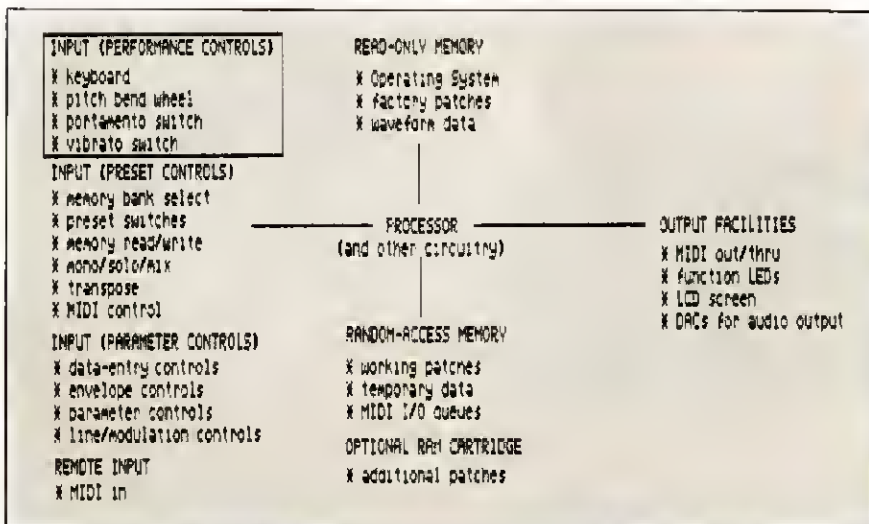 INPUT (PERFORMANCE CONTROLS)
* keyboard
* pitch bend wheel
* portamento switch
* vibrato switch
INPUT (PRESET CONTROLS)
* memory bank select
* preset switches
* memory read/write
* mono/solo/mix
* transpose
* MIDI control
INPUT (PARAMETER CONTROLS)
* data-entry controls
* envelope controls
* parameter controls
* line/modulation controls
REMOTE INPUT
* MIDI in
READ-ONLY MEMORY
* Operating System
* factory patches
* waveform data
PROCESSOR
(and other circuitry)
RANDOM-ACCESS MEMORY
* working patches
* temporary data
* MIDI I/O queues
OPTIONAL RAM CARTRIDGE
* additional patches
OUTPUT FACILITIES
* MIDI out/thru
* function LEDs
* LCD screen
* DACs for audio output